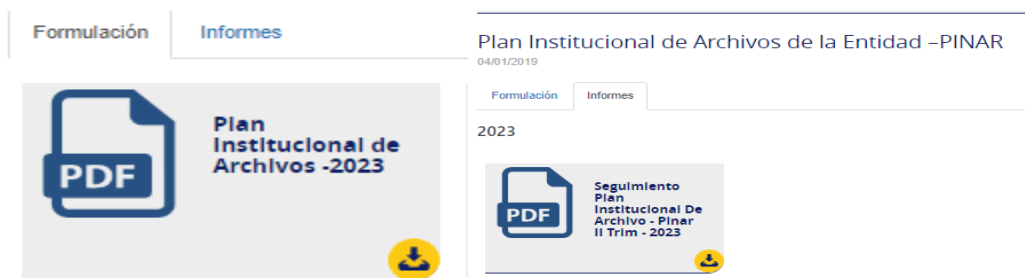 Formulación
Informes
PDF
Plan
Institucional de
Archivos -2023
Plan Institucional de Archivos de la Entidad –PINAR
04/01/2019
Formulación
Informes
2023
PDF
Seguimiento
Plan
Institucional De
Archivo - Pinar
II Trim - 2023